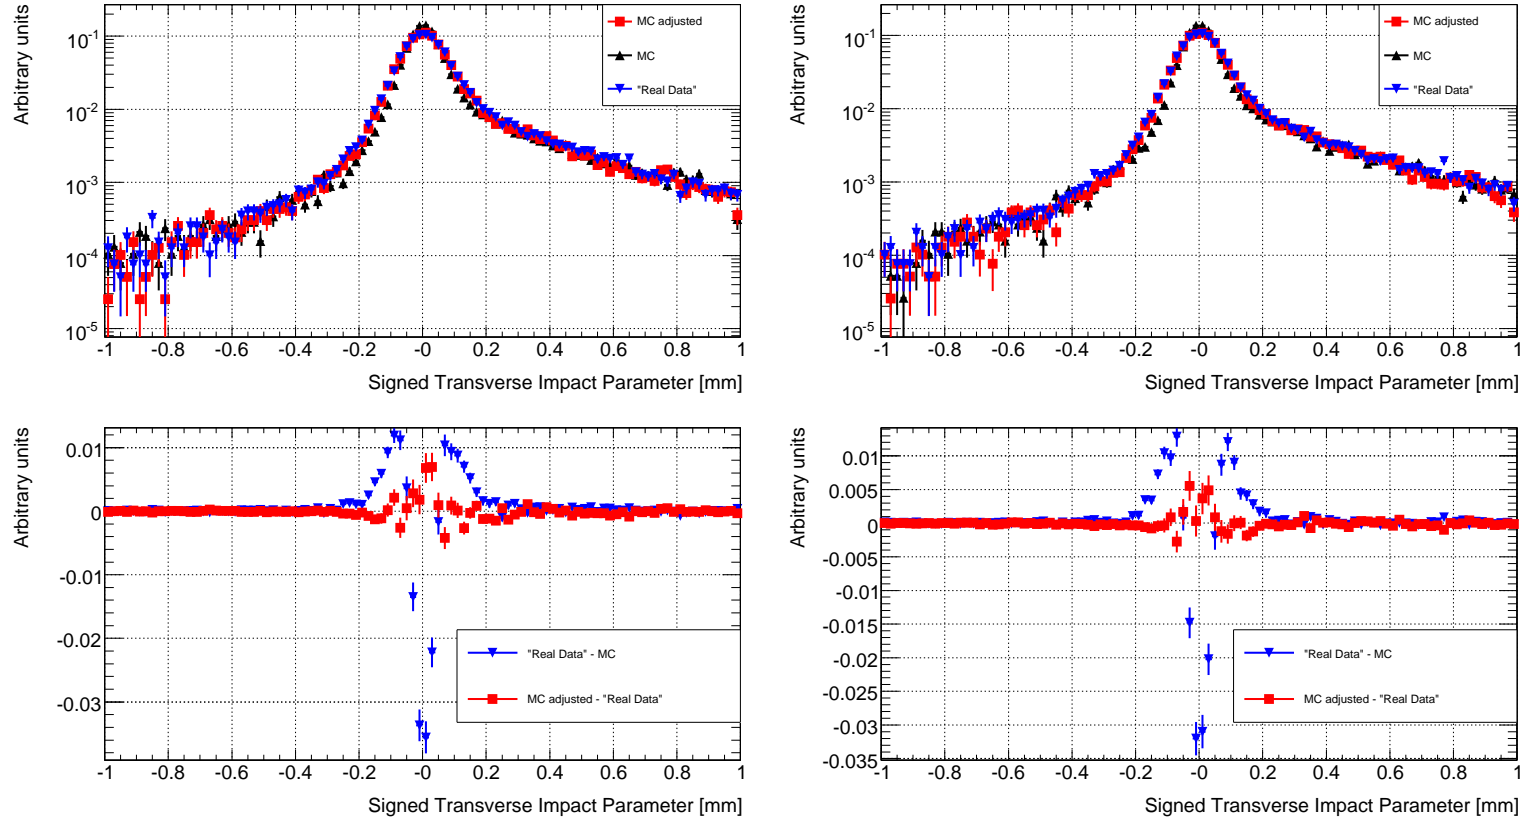 Arbitrary units
MC adjusted
MC
"Real Data"
10⁻¹
10⁻²
10⁻³
10⁻⁴
10⁻⁵
-1 -0.8 -0.6 -0.4 -0.2 -0 0.2 0.4 0.6 0.8 1
Signed Transverse Impact Parameter [mm]
Arbitrary units
MC adjusted
MC
"Real Data"
10⁻¹
10⁻²
10⁻³
10⁻⁴
10⁻⁵
-1 -0.8 -0.6 -0.4 -0.2 -0 0.2 0.4 0.6 0.8 1
Signed Transverse Impact Parameter [mm]
Arbitrary units
0.01
0
-0.01
-0.02
-0.03
"Real Data" - MC
MC adjusted - "Real Data"
-1 -0.8 -0.6 -0.4 -0.2 -0 0.2 0.4 0.6 0.8 1
Signed Transverse Impact Parameter [mm]
Arbitrary units
0.01
0.005
0
-0.005
-0.01
-0.015
-0.02
-0.025
-0.03
-0.035
"Real Data" - MC
MC adjusted - "Real Data"
-1 -0.8 -0.6 -0.4 -0.2 -0 0.2 0.4 0.6 0.8 1
Signed Transverse Impact Parameter [mm]